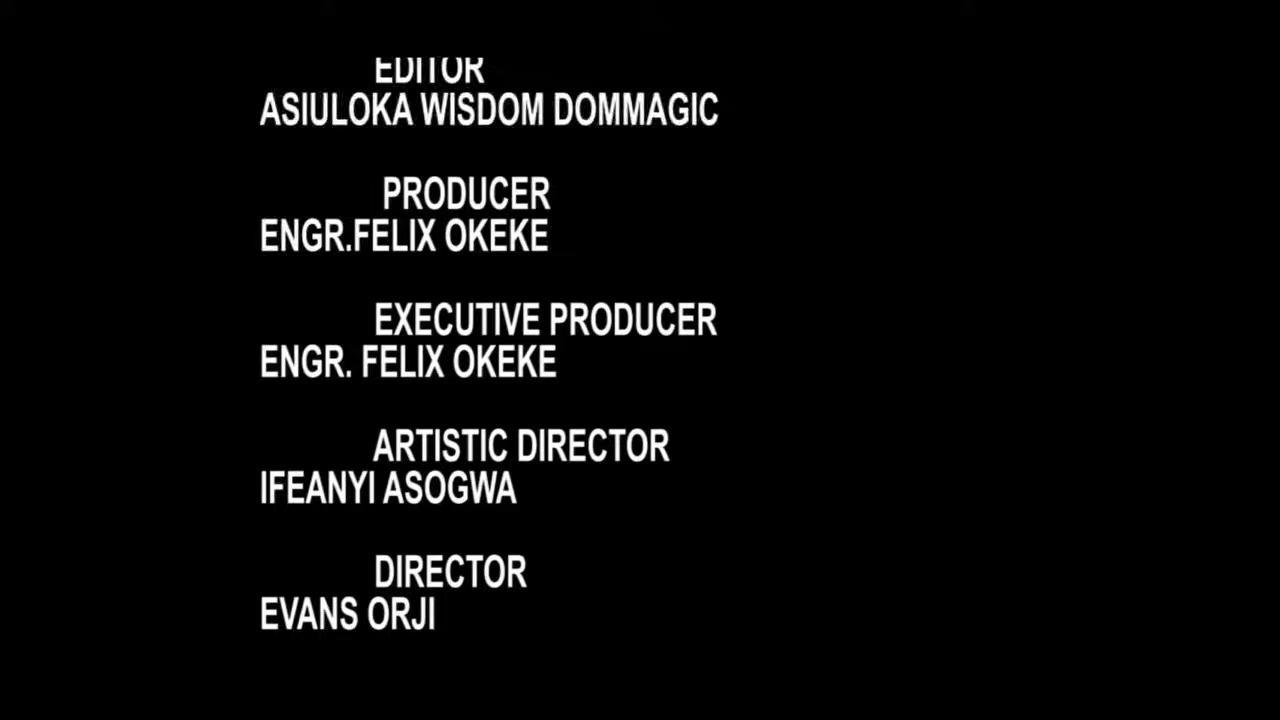 EDITOR
ASIULOKA WISDOM DOMMAGIC
PRODUCER
ENGR.FELIX OKEKE
EXECUTIVE PRODUCER
ENGR. FELIX OKEKE
ARTISTIC DIRECTOR
IFEANYI ASOGWA
DIRECTOR
EVANS ORJI